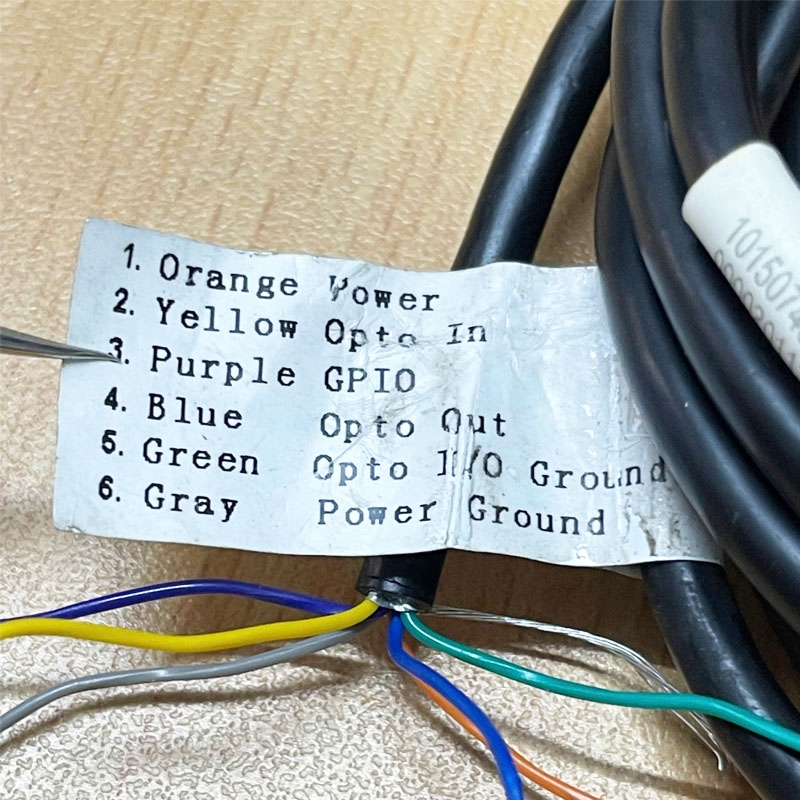 1. Orange Power
2. Yellow Opto In
3. Purple GPIO
4. Blue Opto Out
5. Green Opto I/O Ground
6. Gray Power Ground